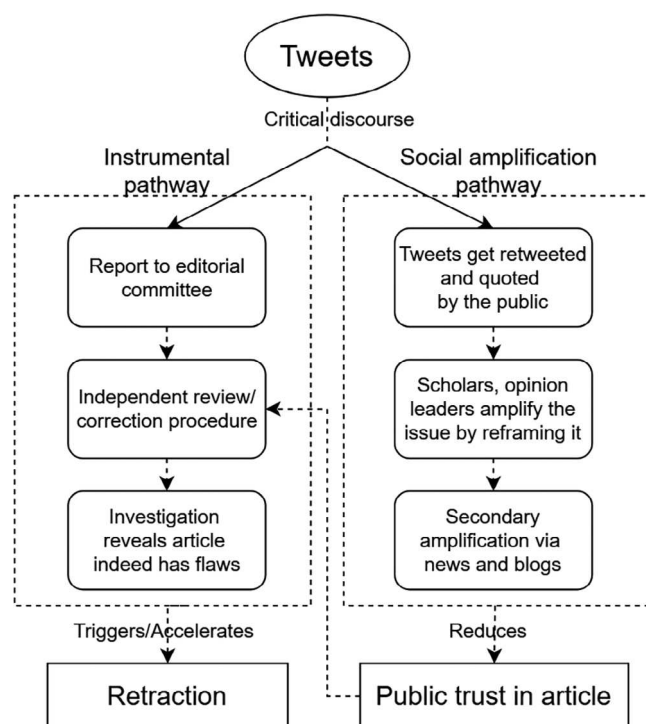 Tweets
Critical discourse
Instrumental
pathway
Social amplification
pathway
Report to editorial
committee
Tweets get retweeted
and quoted
by the public
Independent review/
correction procedure
Scholars, opinion
leaders amplify the
issue by reframing it
Investigation
reveals article
indeed has flaws
Secondary
amplification via
news and blogs
Triggers/Accelerates
Reduces
Retraction
Public trust in article